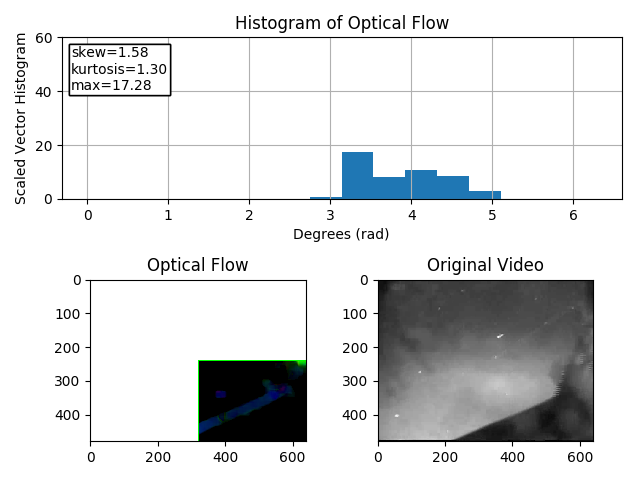 Histogram of Optical Flow
60
40
20
0
Scaled Vector Histogram
skew=1.58
kurtosis=1.30
max=17.28
0 1 2 3 4 5 6
Degrees (rad)
Optical Flow
0
100
200
300
400
0 200 400 600
Original Video
0
100
200
300
400
0 200 400 600